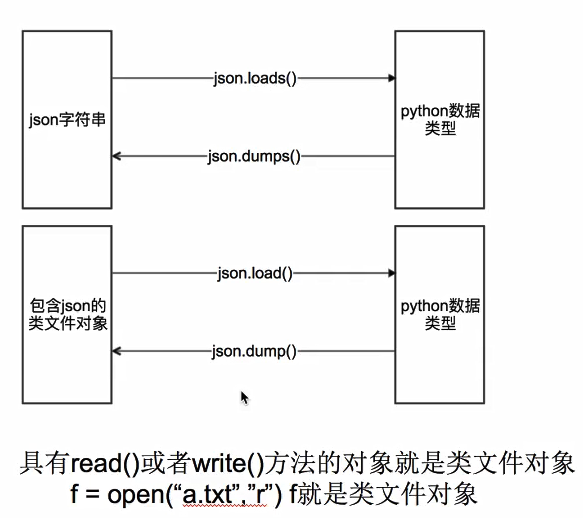 json.loads()
json字符串
python数据
类型
json.dumps()
json.load()
包含json的
类文件对象
python数据
类型
json.dump()
具有read()或者write()方法的对象就是类文件对象
f = open(“a.txt”,”r”) f就是类文件对象